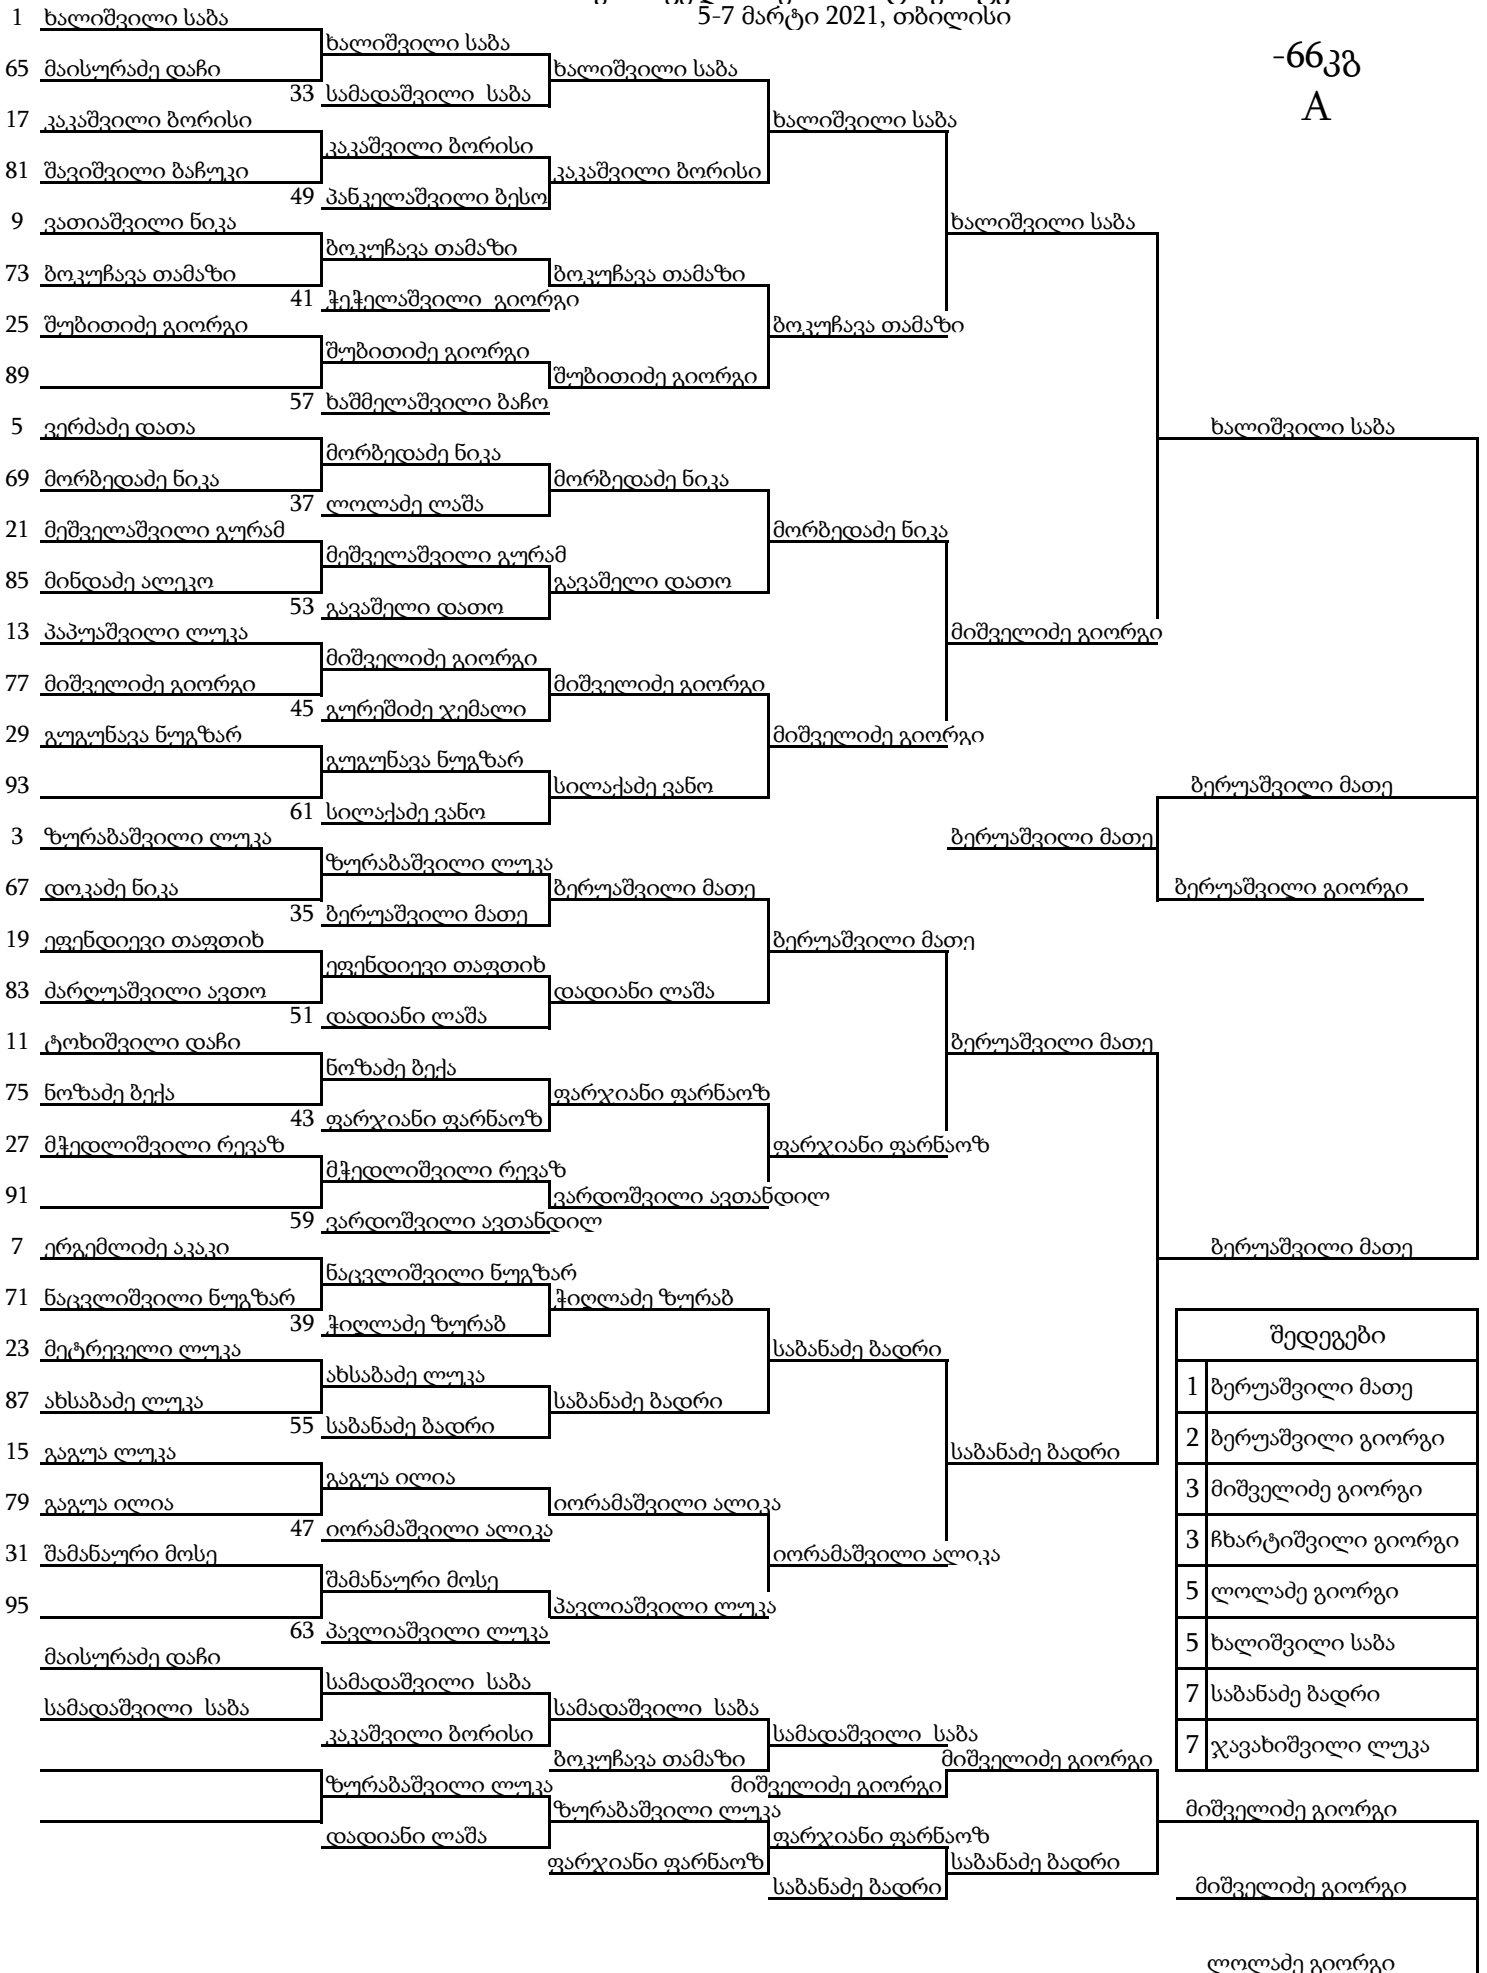 5-7 მარტი 2021, თბილისი
-66კგ
A
1 ხალიშვილი საბა
ხალიშვილი საბა
65 მაისურაძე დაჩი
ხალიშვილი საბა
33 სამადაშვილი საბა
17 კაკაშვილი ბორისი
ხალიშვილი საბა
კაკაშვილი ბორისი
81 შავიშვილი ბაჩუკი
კაკაშვილი ბორისი
49 პანკელაშვილი ბესო
9 ვათიაშვილი ნიკა
ხალიშვილი საბა
ბოკუჩავა თამაზი
73 ბოკუჩავა თამაზი
ბოკუჩავა თამაზი
41 ჭეჭელაშვილი გიორგი
25 შუბითიძე გიორგი
ბოკუჩავა თამაზი
შუბითიძე გიორგი
89
შუბითიძე გიორგი
57 ხაშმელაშვილი ბაჩო
5 ვერძაძე დათა
ხალიშვილი საბა
მორბედაძე ნიკა
69 მორბედაძე ნიკა
მორბედაძე ნიკა
37 ლოლაძე ლაშა
21 მეშველაშვილი გურამ
მორბედაძე ნიკა
მეშველაშვილი გურამ
85 მინდაძე ალეკო
გავაშელი დათო
53 გავაშელი დათო
13 პაპუაშვილი ლუკა
მიშველიძე გიორგი
მიშველიძე გიორგი
77 მიშველიძე გიორგი
მიშველიძე გიორგი
45 გურეშიძე ჯემალი
29 გუგუნავა ნუგზარ
მიშველიძე გიორგი
გუგუნავა ნუგზარ
93
სილაქაძე ვანო
ბერუაშვილი მათე
61 სილაქაძე ვანო
3 ზურაბაშვილი ლუკა
ბერუაშვილი მათე
ზურაბაშვილი ლუკა
67 დოკაძე ნიკა
ბერუაშვილი მათე
ბერუაშვილი გიორგი
35 ბერუაშვილი მათე
19 ეფენდიევი თაფთიხ
ბერუაშვილი მათე
ეფენდიევი თაფთიხ
83 ძარღუაშვილი ავთო
დადიანი ლაშა
51 დადიანი ლაშა
11 ტოხიშვილი დაჩი
ბერუაშვილი მათე
ნოზაძე ბექა
75 ნოზაძე ბექა
ფარჯიანი ფარნაოზ
43 ფარჯიანი ფარნაოზ
27 მჭედლიშვილი რევაზ
ფარჯიანი ფარნაოზ
მჭედლიშვილი რევაზ
91
ვარდოშვილი ავთანდილ
59 ვარდოშვილი ავთანდილ
7 ერგემლიძე აკაკი
ბერუაშვილი მათე
ნაცვლიშვილი ნუგზარ
71 ნაცვლიშვილი ნუგზარ
ჭიღლაძე ზურაბ
39 ჭიღლაძე ზურაბ
23 მეტრეველი ლუკა
საბანაძე ბადრი
ახსაბაძე ლუკა
87 ახსაბაძე ლუკა
საბანაძე ბადრი
55 საბანაძე ბადრი
15 გაგუა ლუკა
საბანაძე ბადრი
გაგუა ილია
79 გაგუა ილია
იორამაშვილი ალიკა
47 იორამაშვილი ალიკა
31 შამანაური მოსე
იორამაშვილი ალიკა
შამანაური მოსე
95
პავლიაშვილი ლუკა
63 პავლიაშვილი ლუკა
შედეგები
1 ბერუაშვილი მათე
2 ბერუაშვილი გიორგი
3 მიშველიძე გიორგი
3 ჩხარტიშვილი გიორგი
5 ლოლაძე გიორგი
5 ხალიშვილი საბა
7 საბანაძე ბადრი
7 ჯავახიშვილი ლუკა
მაისურაძე დაჩი
სამადაშვილი საბა
სამადაშვილი საბა
სამადაშვილი საბა
კაკაშვილი ბორისი
სამადაშვილი საბა
ბოკუჩავა თამაზი
მიშველიძე გიორგი
ზურაბაშვილი ლუკა
მიშველიძე გიორგი
ზურაბაშვილი ლუკა
მიშველიძე გიორგი
დადიანი ლაშა
ფარჯიანი ფარნაოზ
ფარჯიანი ფარნაოზ
საბანაძე ბადრი
საბანაძე ბადრი
მიშველიძე გიორგი
ლოლაძე გიორგი